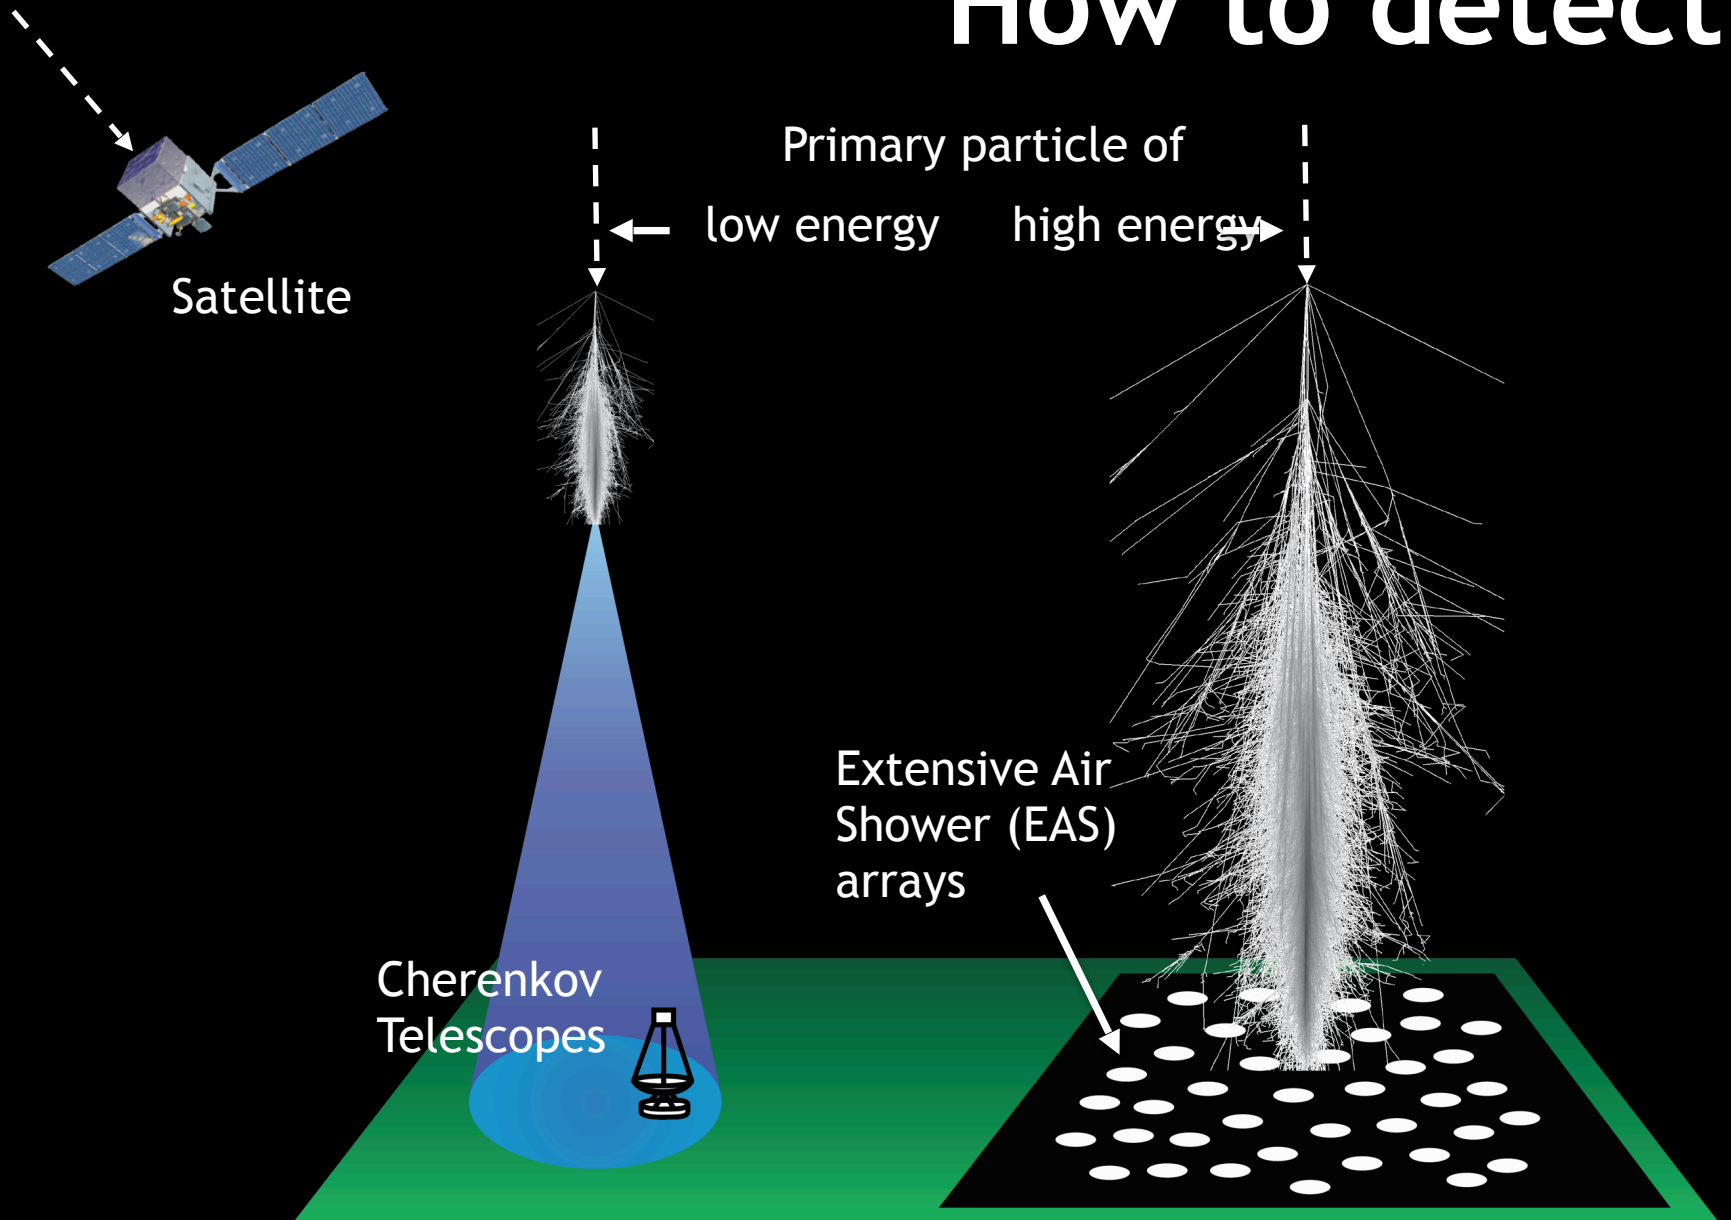 How to detect
Primary particle of
low energy high energy
Satellite
Extensive Air
Shower (EAS)
arrays
Cherenkov
Telescopes